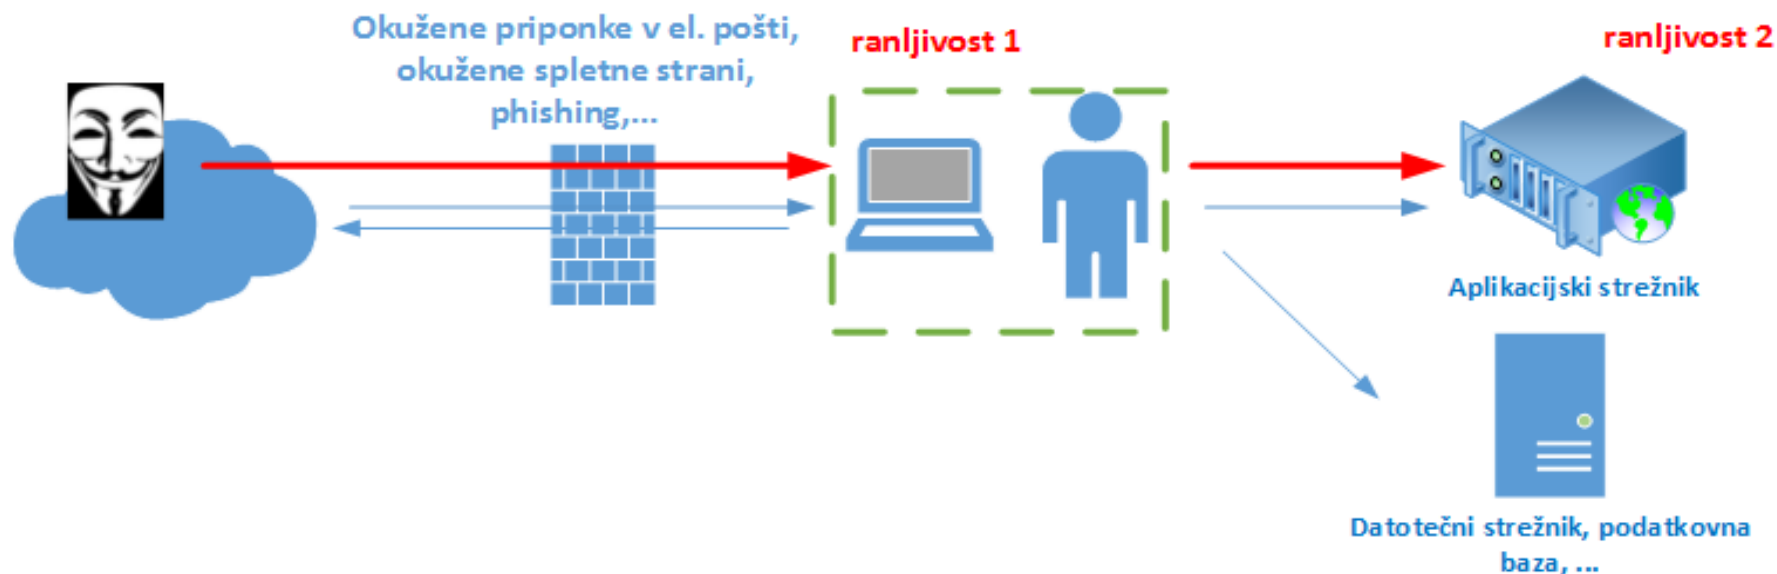 Okužene priponke v el. pošti,
okužene spletne strani,
phishing,...
ranljivost 1
ranljivost 2
Aplikacijski strežnik
Datotečni strežnik, podatkovna
baza, ...